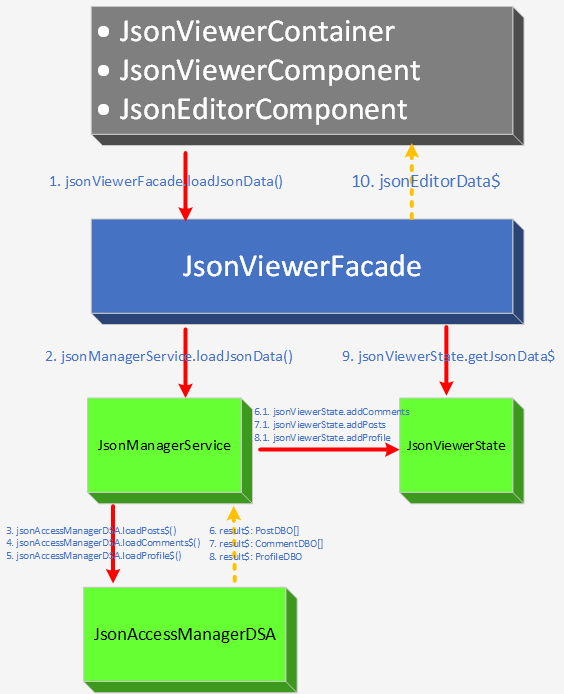 • JsonViewerContainer
• JsonViewerComponent
• JsonEditorComponent
1. jsonViewerFacade.loadJsonData()
10. jsonEditorData$
JsonViewerFacade
2. jsonManagerService.loadJsonData()
9. jsonViewerState.getJsonData$
JsonManagerService
6.1. jsonViewerState.addComments
7.1. jsonViewerState.addPosts
8.1. jsonViewerState.addProfile
JsonViewerState
3. jsonAccessManagerDSA.loadPosts$()
4. jsonAccessManagerDSA.loadComments$()
5. jsonAccessManagerDSA.loadProfile$()
6. result$: PostDBO[]
7. result$: CommentDBO[]
8. result$: ProfileDBO
JsonAccessManagerDSA